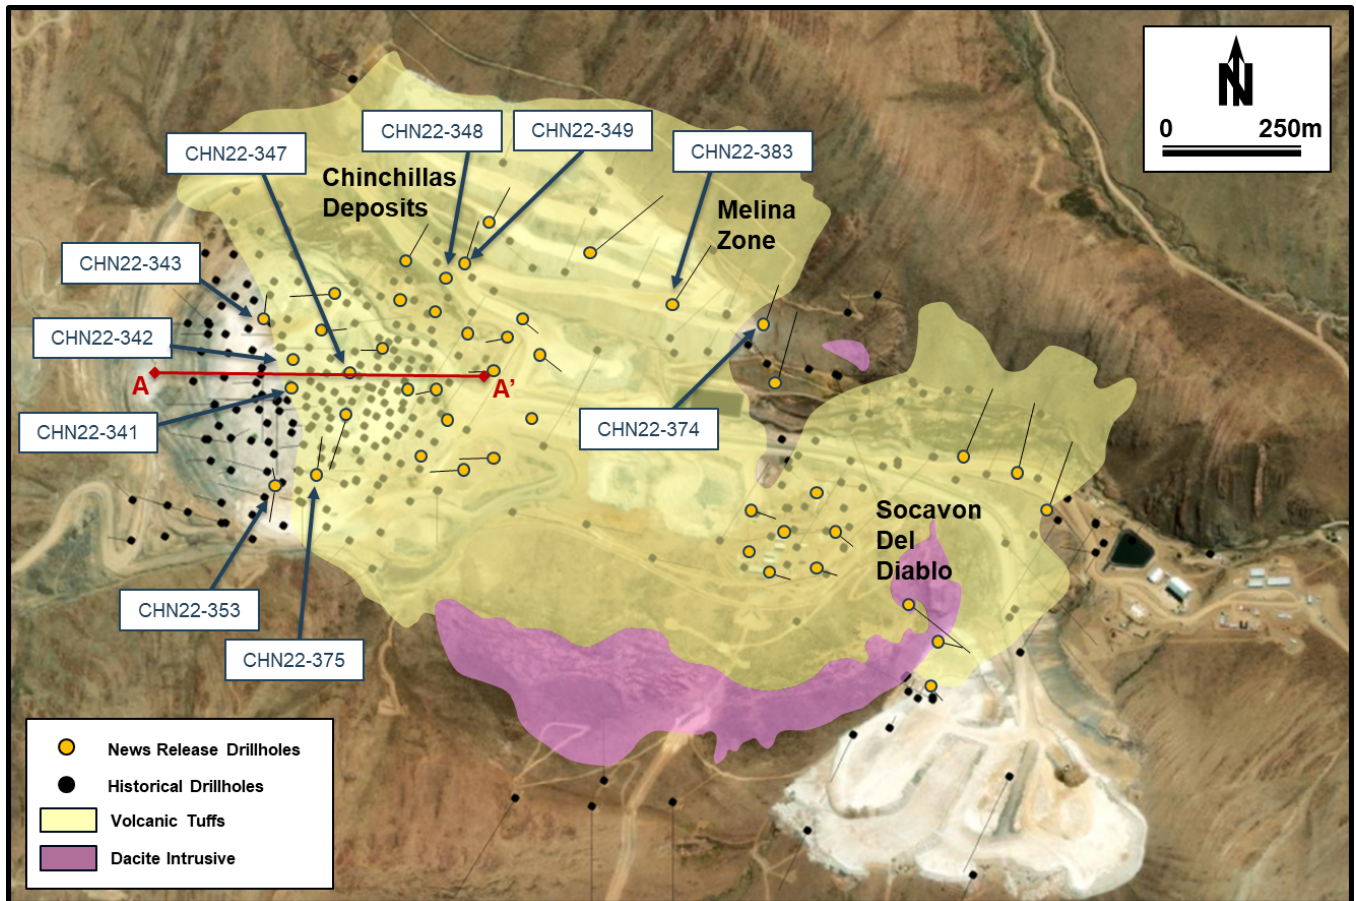 N
0 250m
CHN22-348
CHN22-349
CHN22-347
CHN22-383
Chinchillas
Deposits
Melina
Zone
CHN22-343
CHN22-342
A
A’
CHN22-341
CHN22-374
Socavon
Del
Diablo
CHN22-353
CHN22-375
News Release Drillholes
Historical Drillholes
Volcanic Tuffs
Dacite Intrusive